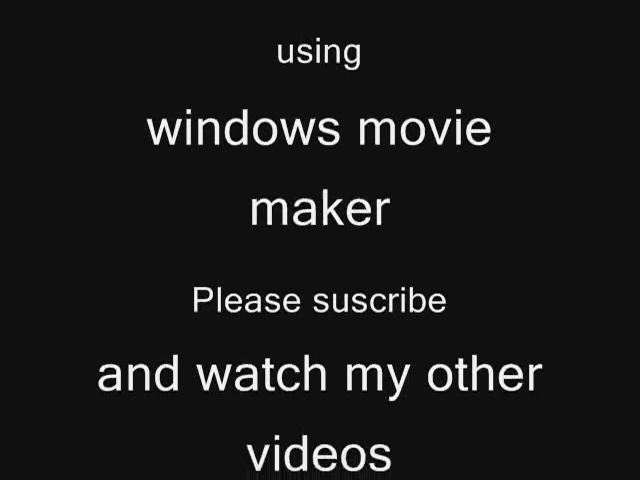 using
windows movie
maker
Please suscribe
and watch my other
videos